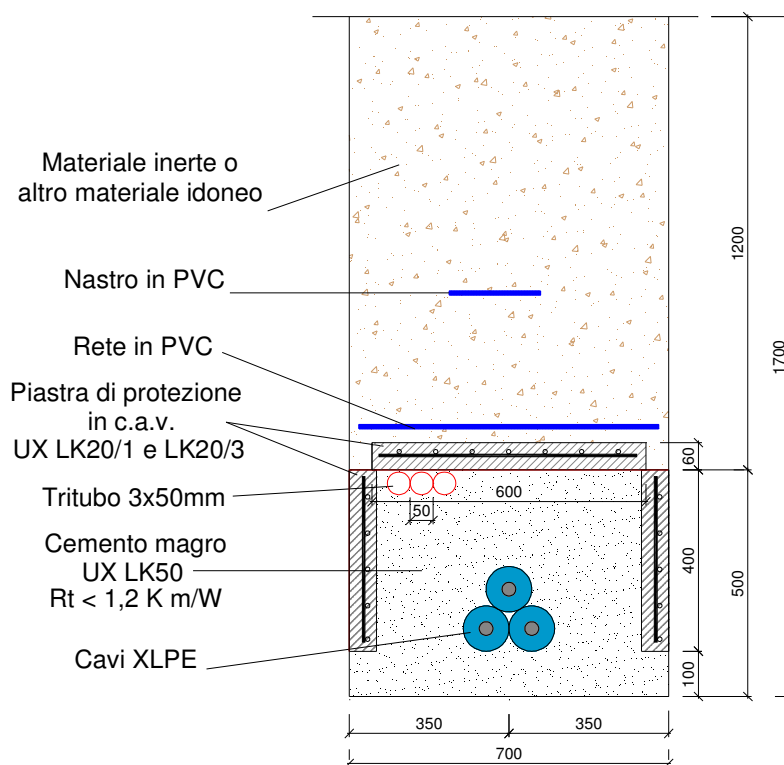 Materiale inerte o
altro materiale idoneo
Nastro in PVC
Rete in PVC
Piastra di protezione
in c.a.v.
UX LK20/1 e LK20/3
Tritubo 3x50mm
Cemento magro
UX LK50
Rt < 1,2 K m/W
Cavi XLPE
1200
1700
60
600
50
400
500
100
350
350
700